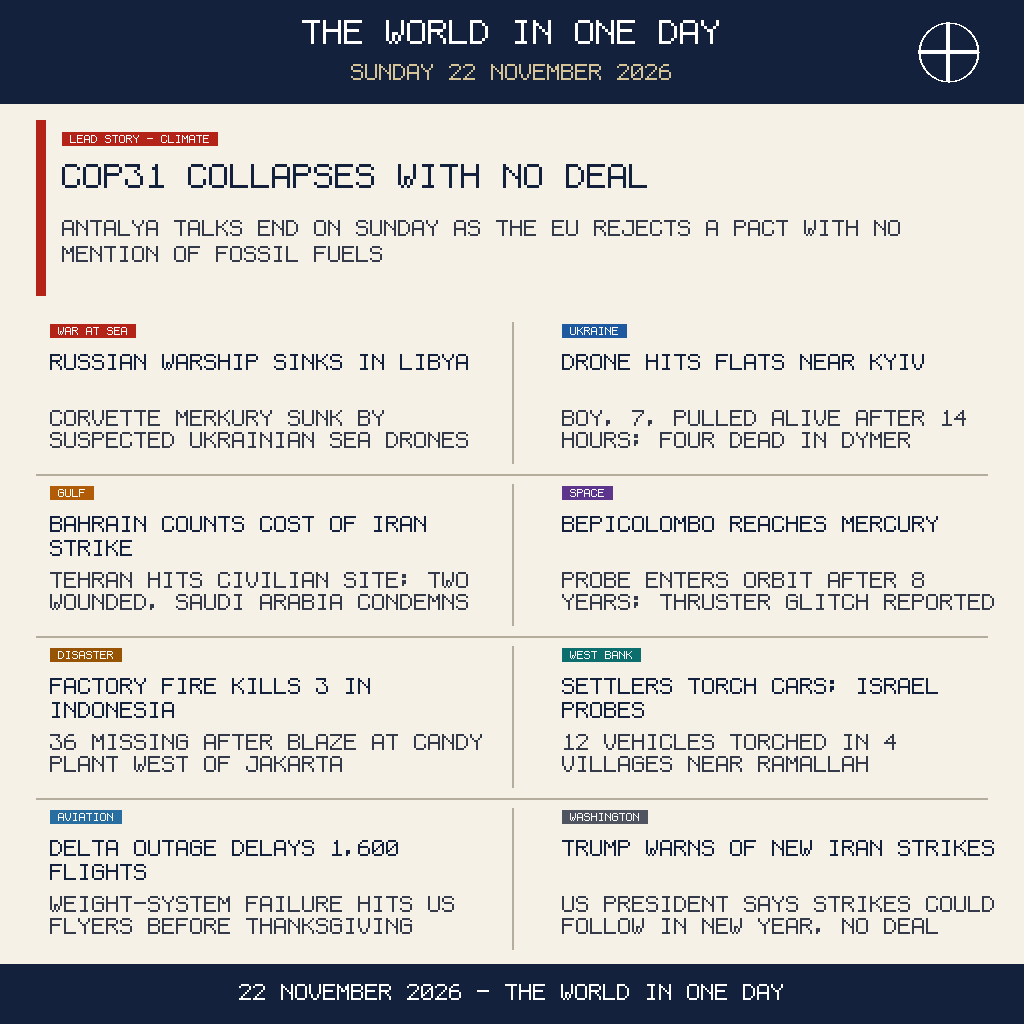 THE WORLD IN ONE DAY
SUNDAY 22 NOVEMBER 2026
LEAD STORY – CLIMATE
COP31 COLLAPSES WITH NO DEAL
ANTALYA TALKS END ON SUNDAY AS THE EU REJECTS A PACT WITH NO
MENTION OF FOSSIL FUELS
WAR AT SEA
RUSSIAN WARSHIP SINKS IN LIBYA
CORVETTE MERKURY SUNK BY
SUSPECTED UKRAINIAN SEA DRONES
UKRAINE
DRONE HITS FLATS NEAR KYIV
BOY, 7, PULLED ALIVE AFTER 14
HOURS; FOUR DEAD IN DYMER
GULF
BAHRAIN COUNTS COST OF IRAN
STRIKE
TEHRAN HITS CIVILIAN SITE; TWO
WOUNDED, SAUDI ARABIA CONDEMNS
SPACE
BEPICOLOMBO REACHES MERCURY
PROBE ENTERS ORBIT AFTER 8
YEARS; THRUSTER GLITCH REPORTED
DISASTER
FACTORY FIRE KILLS 3 IN
INDONESIA
36 MISSING AFTER BLAZE AT CANDY
PLANT WEST OF JAKARTA
WEST BANK
SETTLERS TORCH CARS; ISRAEL
PROBES
12 VEHICLES TORCHED IN 4
VILLAGES NEAR RAMALLAH
AVIATION
DELTA OUTAGE DELAYS 1,600
FLIGHTS
WEIGHT-SYSTEM FAILURE HITS US
FLYERS BEFORE THANKSGIVING
WASHINGTON
TRUMP WARNS OF NEW IRAN STRIKES
US PRESIDENT SAYS STRIKES COULD
FOLLOW IN NEW YEAR, NO DEAL
22 NOVEMBER 2026 – THE WORLD IN ONE DAY